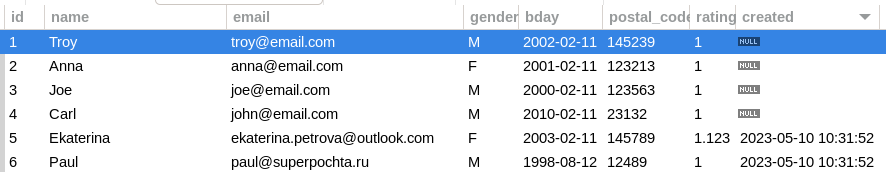 id name email gender bday postal_code rating created
1 Troy troy@email.com M 2002-02-11 145239 1 NULL
2 Anna anna@email.com F 2001-02-11 123213 1 NULL
3 Joe joe@email.com M 2000-02-11 123563 1 NULL
4 Carl john@email.com M 2010-02-11 23132 1 NULL
5 Ekaterina ekaterina.petrova@outlook.com F 2003-02-11 145789 1.123 2023-05-10 10:31:52
6 Paul paul@superpochta.ru M 1998-08-12 12489 1 2023-05-10 10:31:52